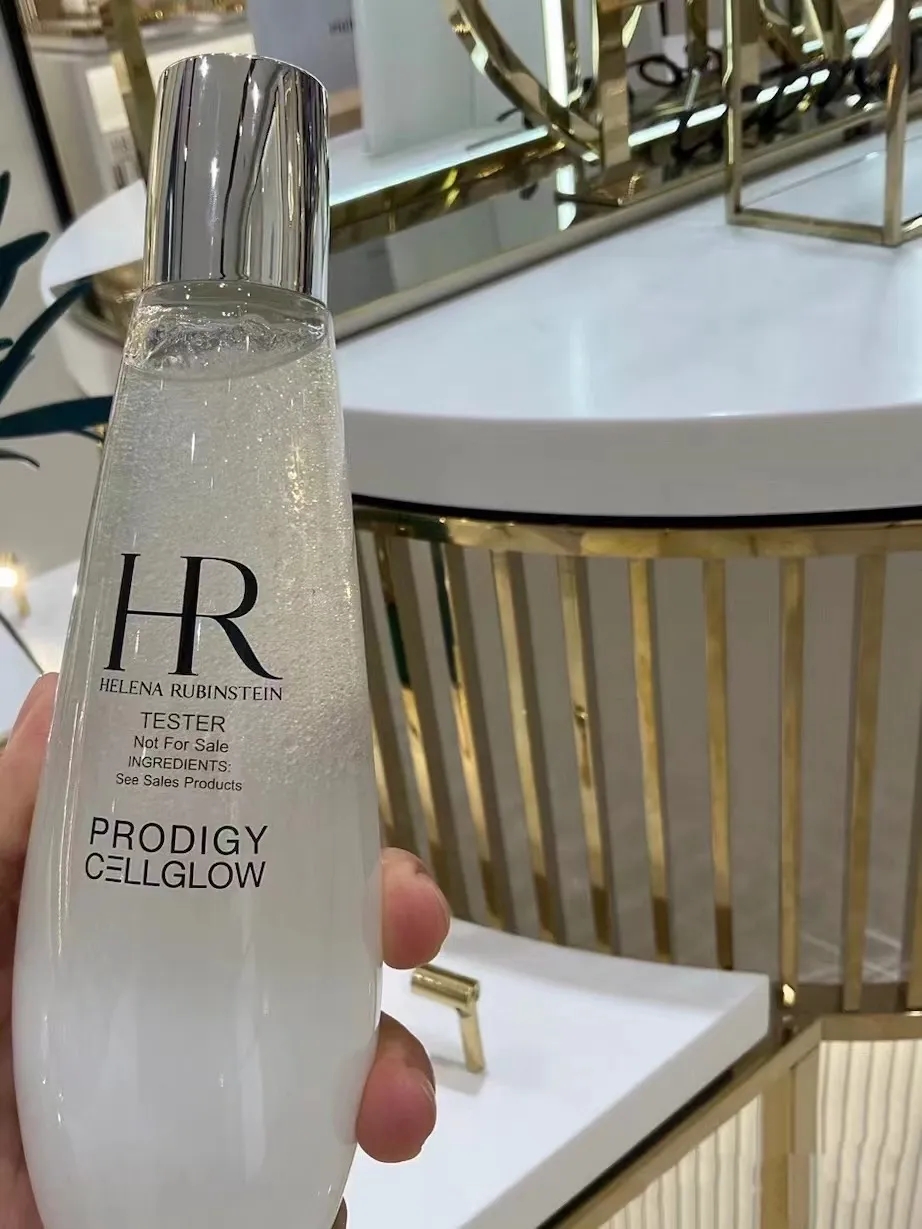 HR
HELENA RUBINSTEIN
TESTER
Not For Sale
INGREDIENTS:
See Sales Products
PRODIGY
CELLGLOW